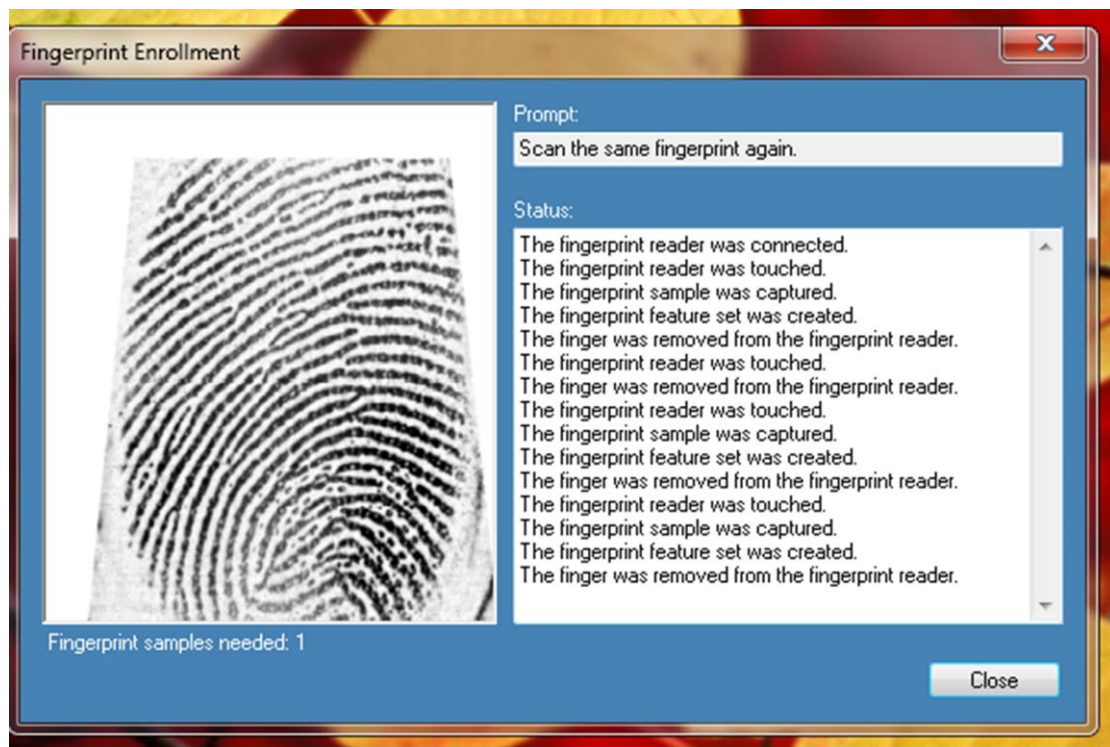 Fingerprint Enrollment
Prompt:
Scan the same fingerprint again.
Status:
The fingerprint reader was connected.
The fingerprint reader was touched.
The fingerprint sample was captured.
The fingerprint feature set was created.
The finger was removed from the fingerprint reader.
The fingerprint reader was touched.
The finger was removed from the fingerprint reader.
The fingerprint reader was touched.
The fingerprint sample was captured.
The fingerprint feature set was created.
The finger was removed from the fingerprint reader.
The fingerprint reader was touched.
The fingerprint sample was captured.
The fingerprint feature set was created.
The finger was removed from the fingerprint reader.
Fingerprint samples needed: 1
Close